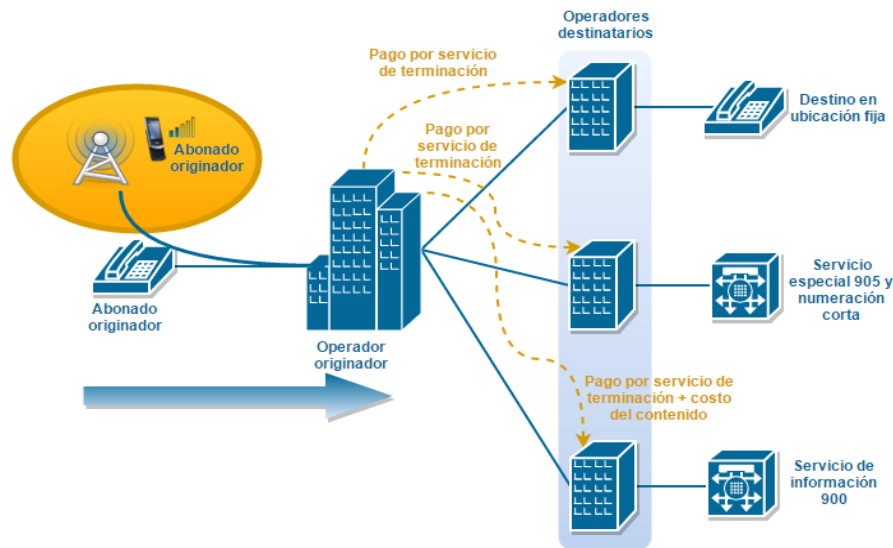 Operadores
destinatarios
Pago por servicio
de terminación
Destino en
ubicación fija
Abonado
originador
Pago por
servicio de
terminación
Servicio
especial 905 y
numeración
corta
Abonado
originador
Operador
originador
Pago por servicio de
terminación + costo
del contenido
Servicio de
información
900